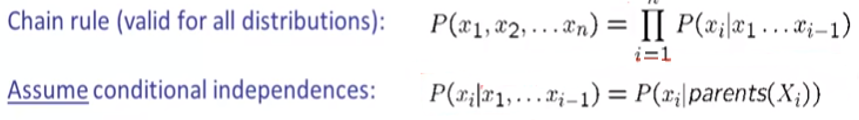 Chain rule (valid for all distributions): P(x₁, x₂, . . . xₙ) = ∏ⁿᵢ₌₁ P(xᵢ|x₁ . . . xᵢ₋₁)
Assume conditional independences: P(xᵢ|x₁, . . . xᵢ₋₁) = P(xᵢ|parents(Xᵢ))